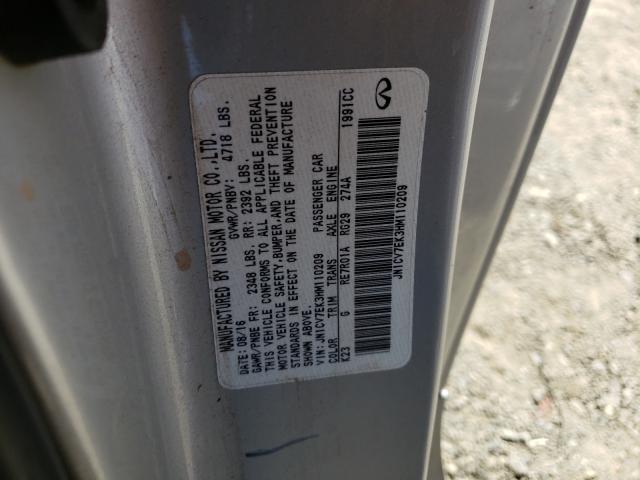 MANUFACTURED BY NISSAN MOTOR CO.,LTD.
DATE: 08/16 GVWR/PNBV: 4718 LBS.
GAWR/PNBE FR: 2348 LBS. RR: 2392 LBS.
THIS VEHICLE CONFORMS TO ALL APPLICABLE FEDERAL
MOTOR VEHICLE SAFETY,BUMPER,AND THEFT PREVENTION
STANDARDS IN EFFECT ON THE DATE OF MANUFACTURE
SHOWN ABOVE.
VIN:JN1CV7EK3HM110209 PASSENGER CAR
COLOR TRIM TRANS AXLE ENGINE
K23 G RE7R01A RG29 274A 1991CC
JN1CV7EK3HM110209